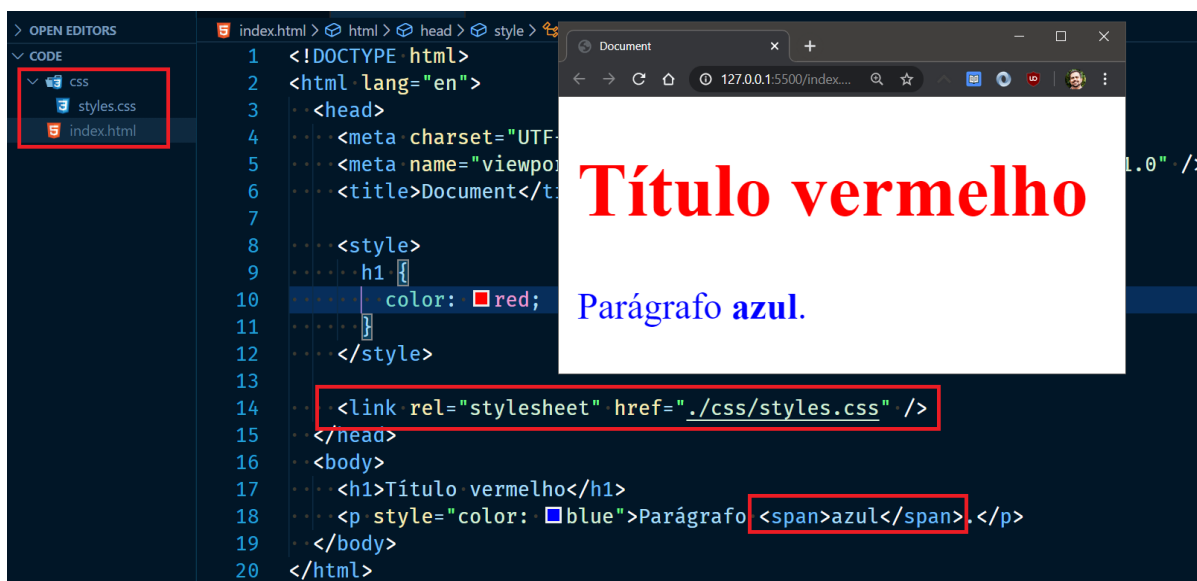 OPEN EDITORS
CODE
css
styles.css
index.html
index.html > html > head > style >
1 <!DOCTYPE html>
2 <html lang="en">
3 <head>
4 <meta charset="UTF-
5 <meta name="viewpo 1.0" />
6 <title>Document</t
7
8 <style>
9 h1 {
10 color: red;
11 }
12 </style>
13
14 <link rel="stylesheet" href="./css/styles.css" />
15 </head>
16 <body>
17 <h1>Título vermelho</h1>
18 <p style="color: blue">Parágrafo <span>azul</span>.</p>
19 </body>
20 </html>
Document
127.0.0.1:5500/index....
Título vermelho
Parágrafo azul.